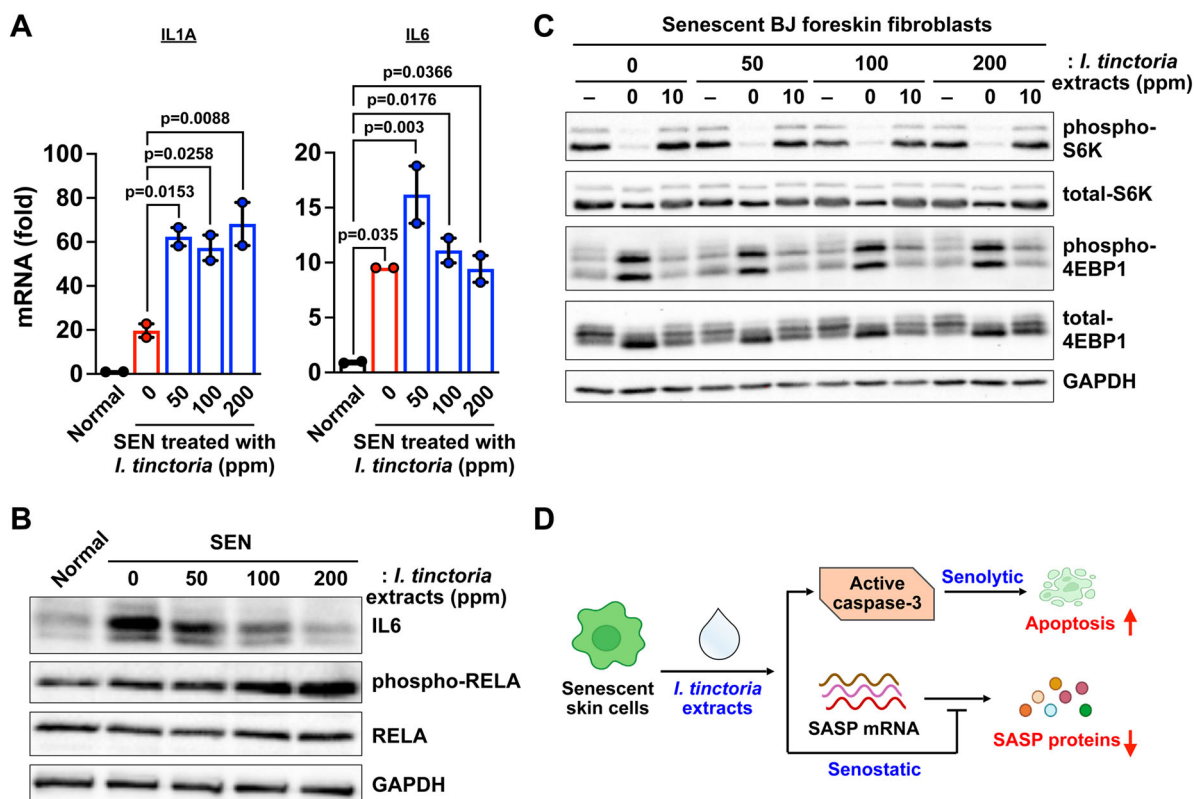 A
IL1A
IL6
p=0.0088
p=0.0258
p=0.0153
p=0.0366
p=0.0176
p=0.003
p=0.035
mRNA (fold)
100
80
60
40
20
0
20
15
10
5
0
Normal
0
50
100
200
Normal
0
50
100
200
SEN treated with
I. tinctoria (ppm)
SEN treated with
I. tinctoria (ppm)
B
Normal
SEN
0 50 100 200
: I. tinctoria
extracts (ppm)
IL6
phospho-RELA
RELA
GAPDH
C
Senescent BJ foreskin fibroblasts
0 50 100 200
: I. tinctoria
extracts (ppm)
– 0 10 – 0 10 – 0 10 – 0 10
phospho-
S6K
total-S6K
phospho-
4EBP1
total-
4EBP1
GAPDH
D
Senescent
skin cells
I. tinctoria
extracts
Active
caspase-3
Senolytic
Apoptosis
SASP mRNA
SASP proteins
Senostatic